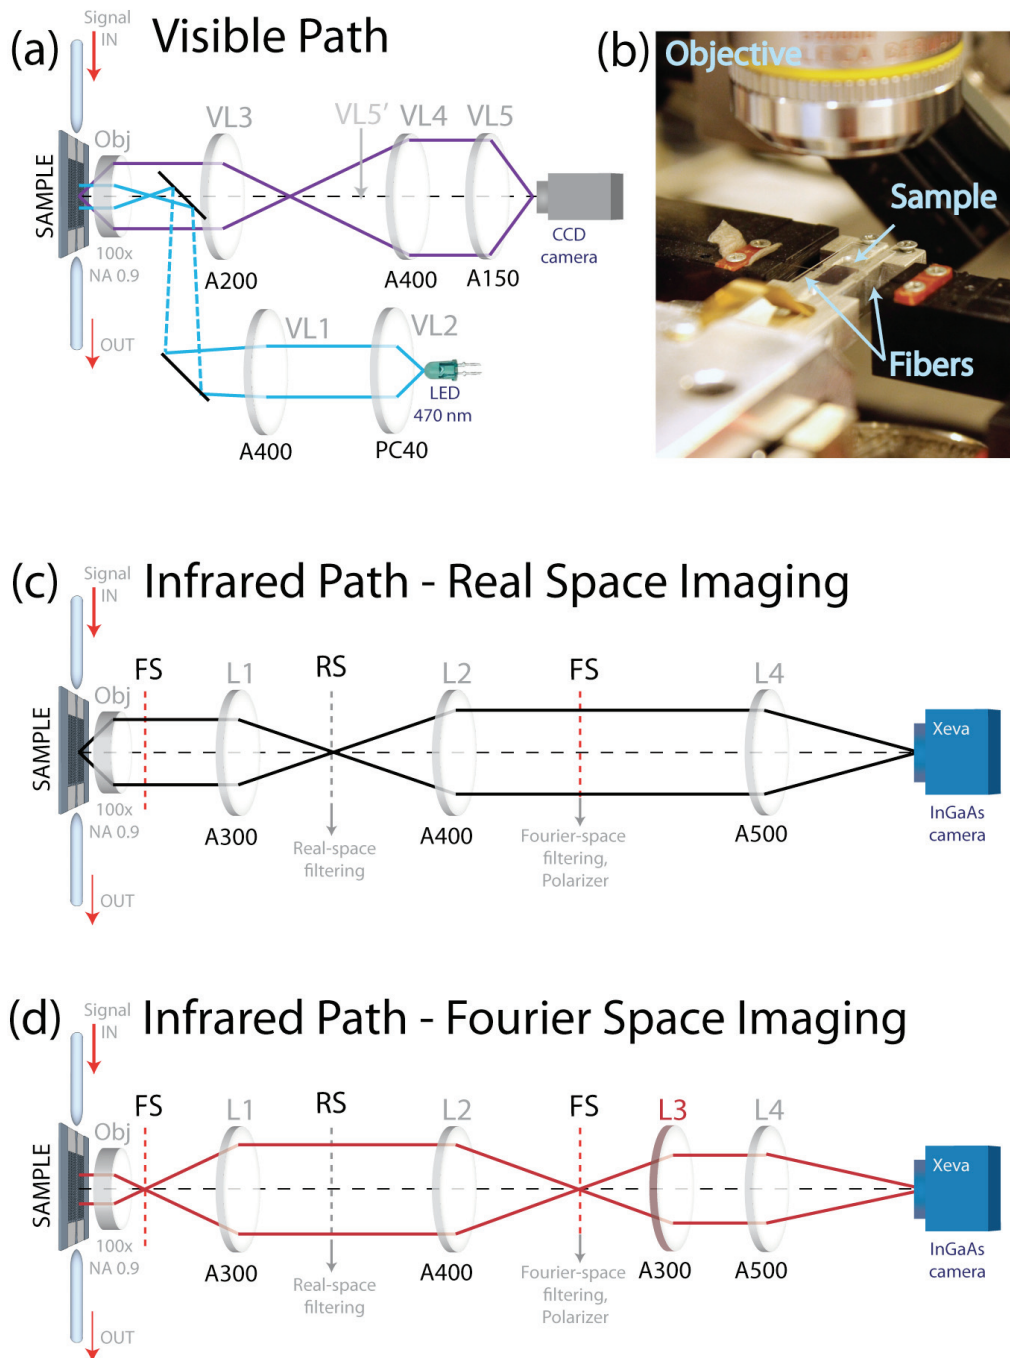 (a)
Visible Path
Signal
IN
SAMPLE
Obj
100x
NA 0.9
OUT
VL3
A200
VL5'
VL4
A400
VL5
A150
CCD
camera
VL1
A400
VL2
PC40
LED
470 nm
(b)
Objective
Sample
Fibers
(c)
Infrared Path - Real Space Imaging
Signal
IN
SAMPLE
Obj
100x
NA 0.9
OUT
FS
L1
A300
RS
Real-space
filtering
L2
A400
FS
Fourier-space
filtering,
Polarizer
L4
A500
Xeva
InGaAs
camera
(d)
Infrared Path - Fourier Space Imaging
Signal
IN
SAMPLE
Obj
100x
NA 0.9
OUT
FS
L1
A300
RS
Real-space
filtering
L2
A400
FS
Fourier-space
filtering,
Polarizer
L3
A300
L4
A500
Xeva
InGaAs
camera